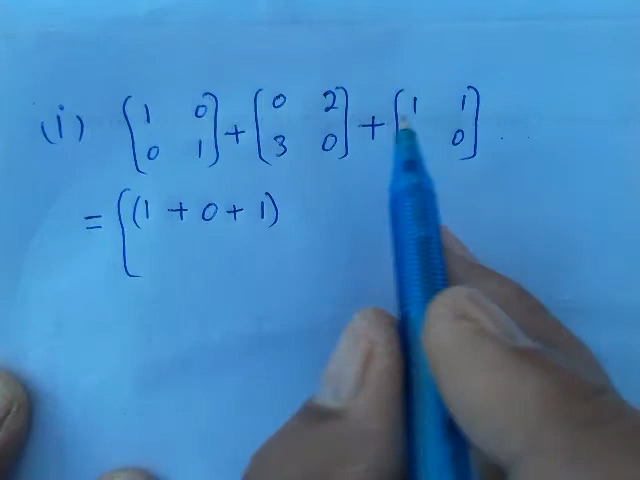 (i) [1 0] + [0 2] + [1 1]
[0 1] [3 0] [0]
= [(1 + 0 + 1)